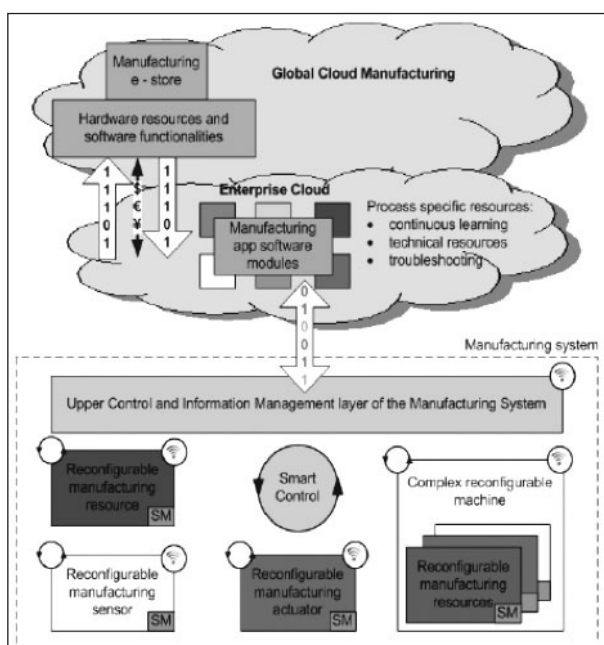 Manufacturing
e - store
Global Cloud Manufacturing
Hardware resources and
software functionalities
1 1 1 1 0 1
$ € ¥
1 1 1 1 0 1
Enterprise Cloud
Manufacturing
app software
modules
Process specific resources:
• continuous learning
• technical resources
• troubleshooting
0 1 0 0 1 1
Manufacturing system
Upper Control and Information Management layer of the Manufacturing System
Reconfigurable
manufacturing
resource
SM
Smart
Control
Complex reconfigurable
machine
Reconfigurable
manufacturing
resources
SM
Reconfigurable
manufacturing
sensor
SM
Reconfigurable
manufacturing
actuator
SM